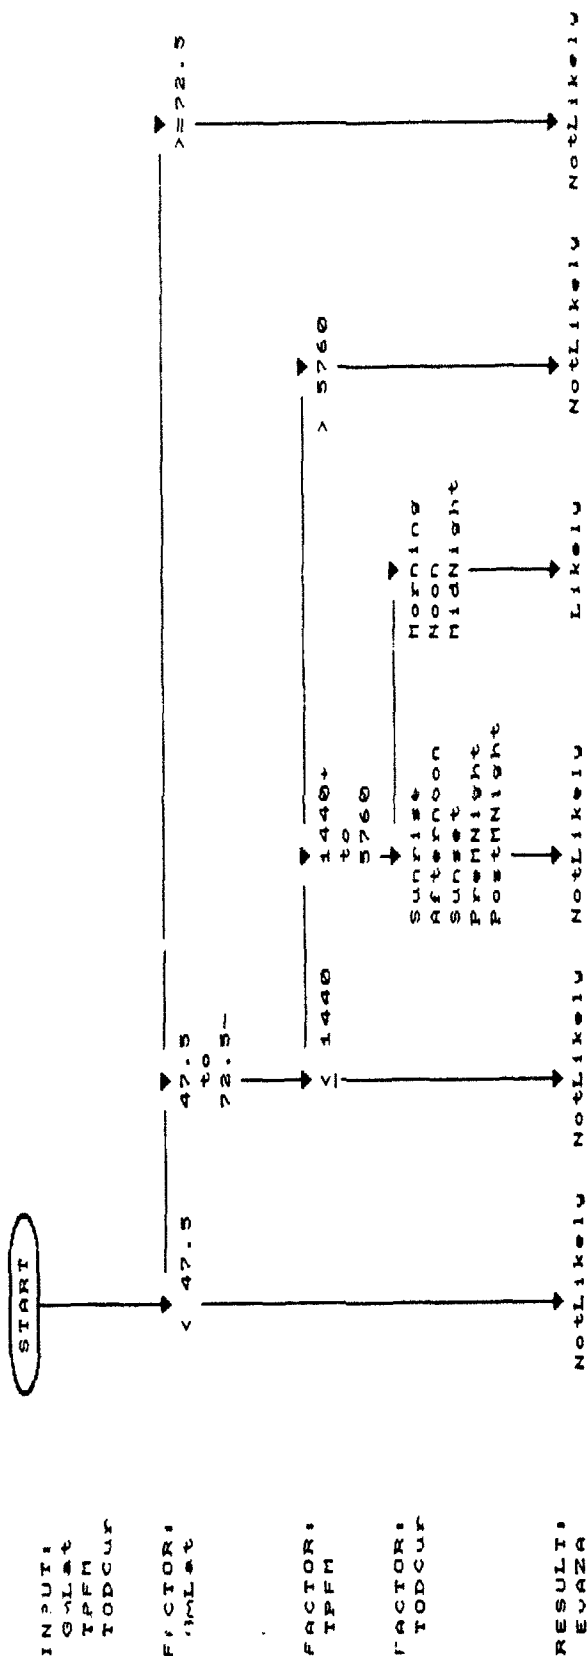 START
INPUT:
GmLat
TPFM
TODCur
FACTOR:
GmLat
< 47.5
47.5
to
72.5-
>=72.5
FACTOR:
TPFM
<| 1440
1440+
to
5760
> 5760
FACTOR:
TODCur
Sunrise
Afternoon
Sunset
PreMNight
PostMNight
Morning
Noon
MidNight
RESULT:
NotLikely
NotLikely
NotLikely
Likely
NotLikely
NotLikely